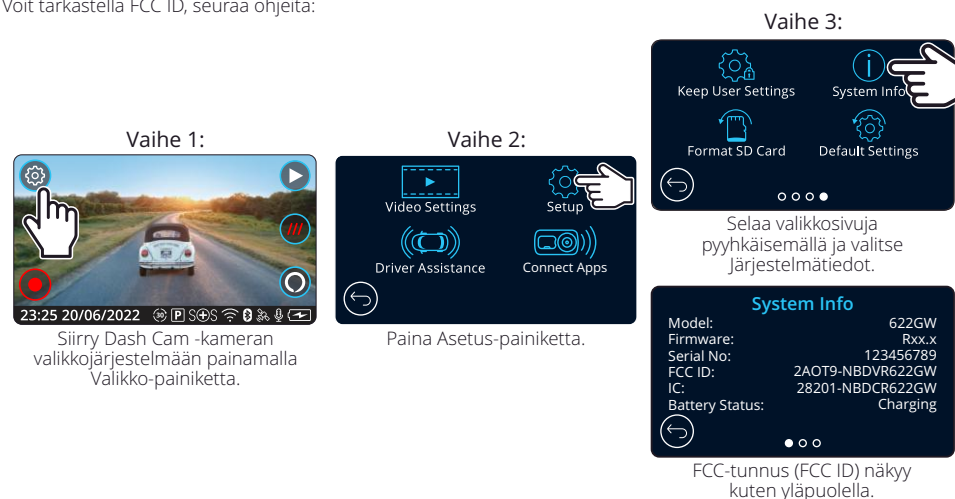 Voit tarkastella FCC ID, seuraa ohjeita:
Vaihe 1:
23:25 20/06/2022 30 P S S
Siirry Dash Cam -kameran
valikkojärjestelmään painamalla
Valikko-painiketta.
Vaihe 2:
Video Settings
Setup
Driver Assistance
Connect Apps
Paina Asetus-painiketta.
Vaihe 3:
Keep User Settings
System Info
Format SD Card
Default Settings
Selaa valikkosivuja
pyyhkäisemällä ja valitse
Järjestelmätiedot.
System Info
Model: 622GW
Firmware: Rxx.x
Serial No: 123456789
FCC ID: 2AOT9-NBDVR622GW
IC: 28201-NBDCR622GW
Battery Status: Charging
FCC-tunnus (FCC ID) näkyy
kuten yläpuolella.